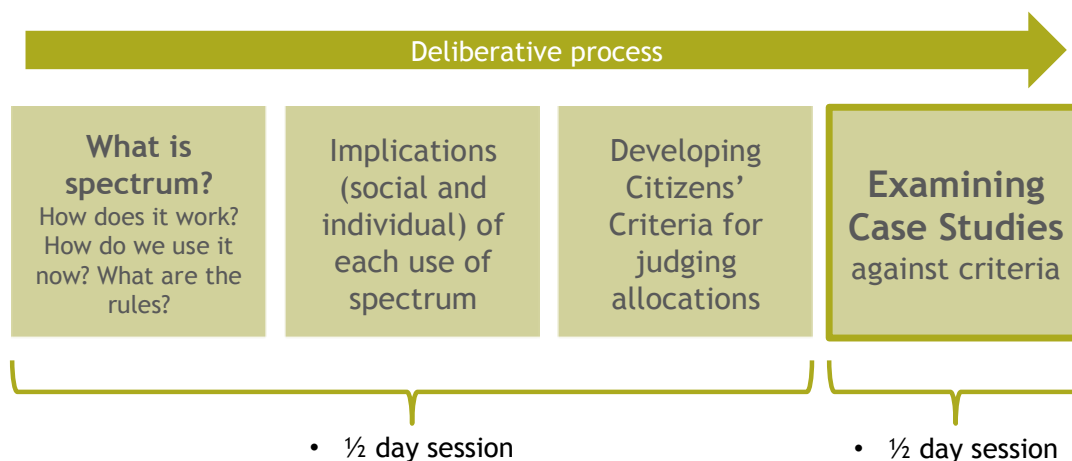 Deliberative process
What is
spectrum?
How does it work?
How do we use it
now? What are the
rules?
Implications
(social and
individual) of
each use of
spectrum
Developing
Citizens’
Criteria for
judging
allocations
Examining
Case Studies
against criteria
• ½ day session
• ½ day session